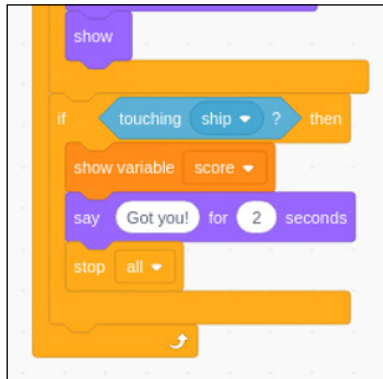 show
if touching ship ? then
show variable score
say Got you! for 2 seconds
stop all